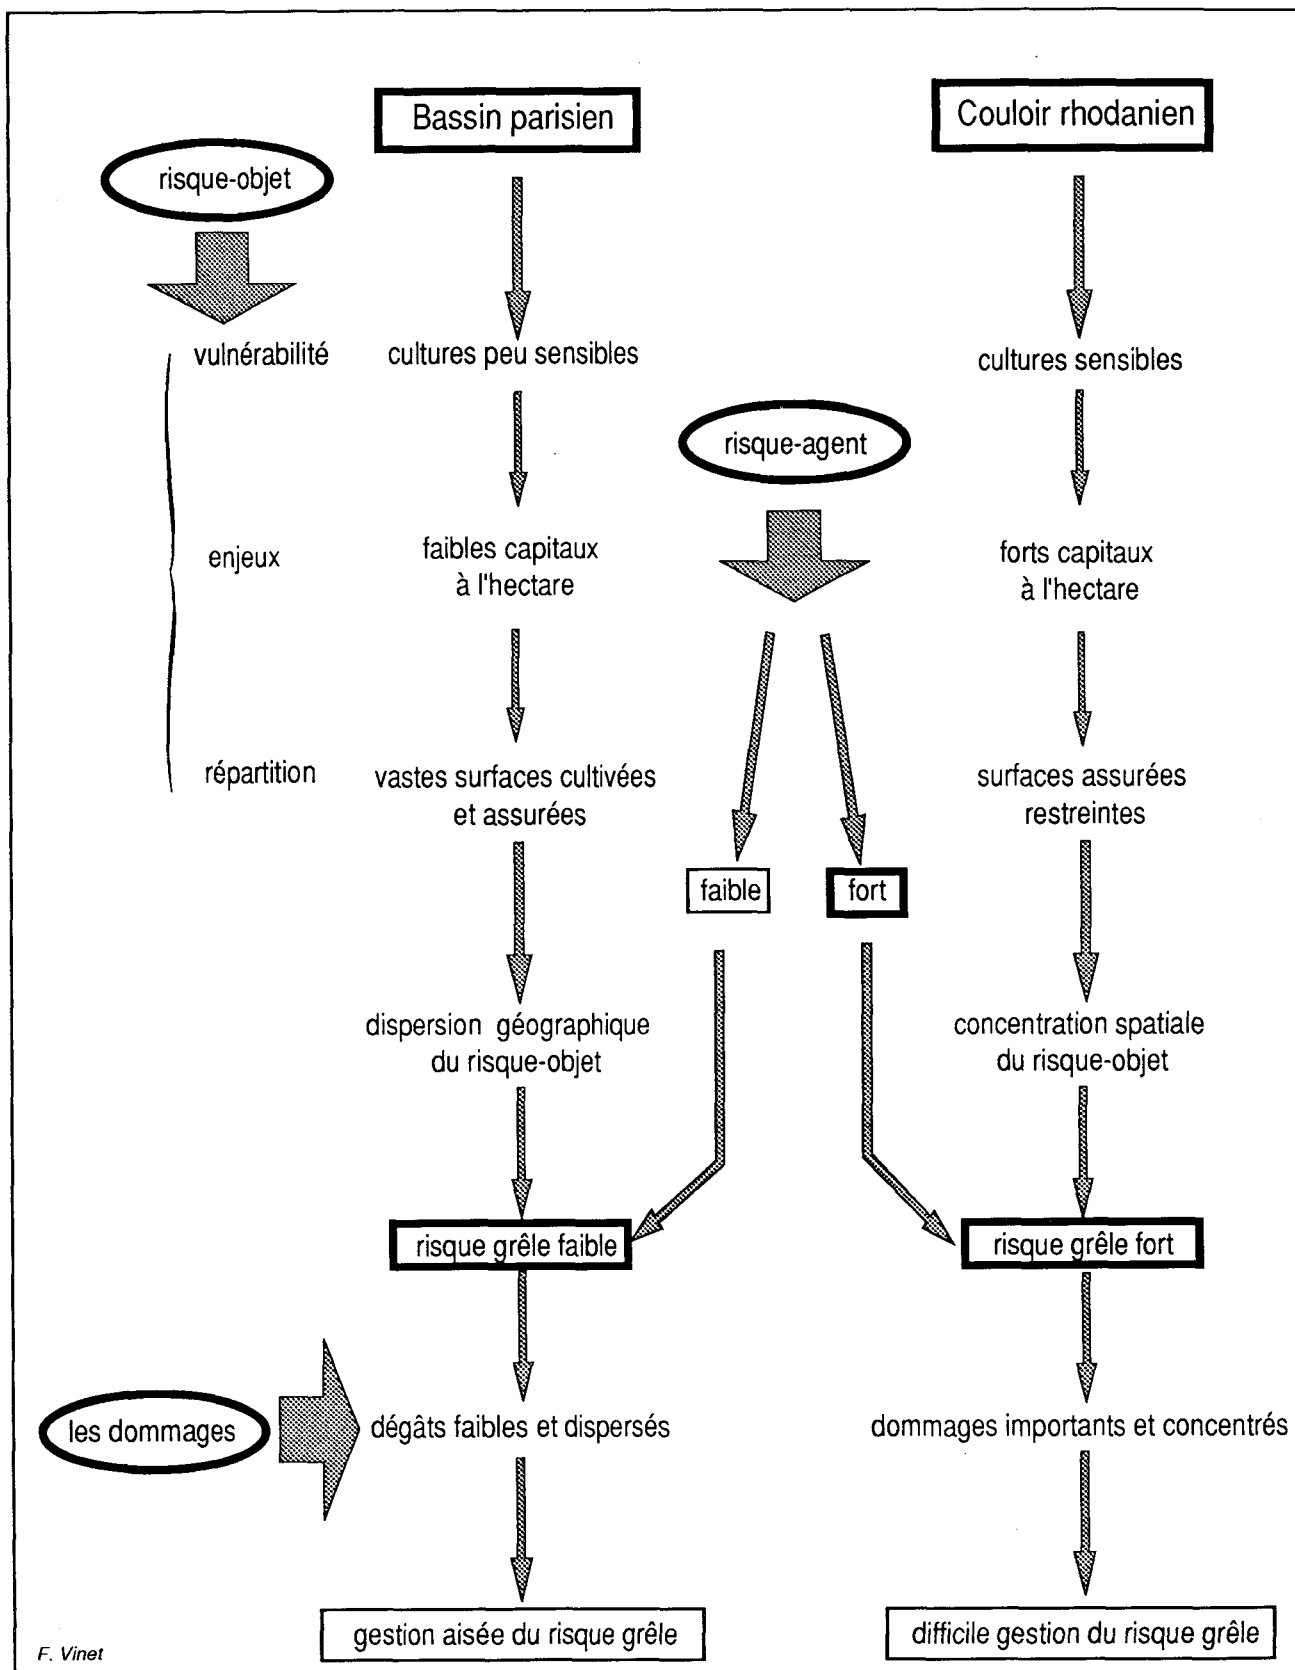 Bassin parisien
Couloir rhodanien
risque-objet
vulnérabilité
cultures peu sensibles
cultures sensibles
risque-agent
enjeux
faibles capitaux
à l'hectare
forts capitaux
à l'hectare
répartition
vastes surfaces cultivées
et assurées
surfaces assurées
restreintes
faible
fort
dispersion géographique
du risque-objet
concentration spatiale
du risque-objet
risque grêle faible
risque grêle fort
les dommages
dégâts faibles et dispersés
dommages importants et concentrés
gestion aisée du risque grêle
difficile gestion du risque grêle
F. Vinet